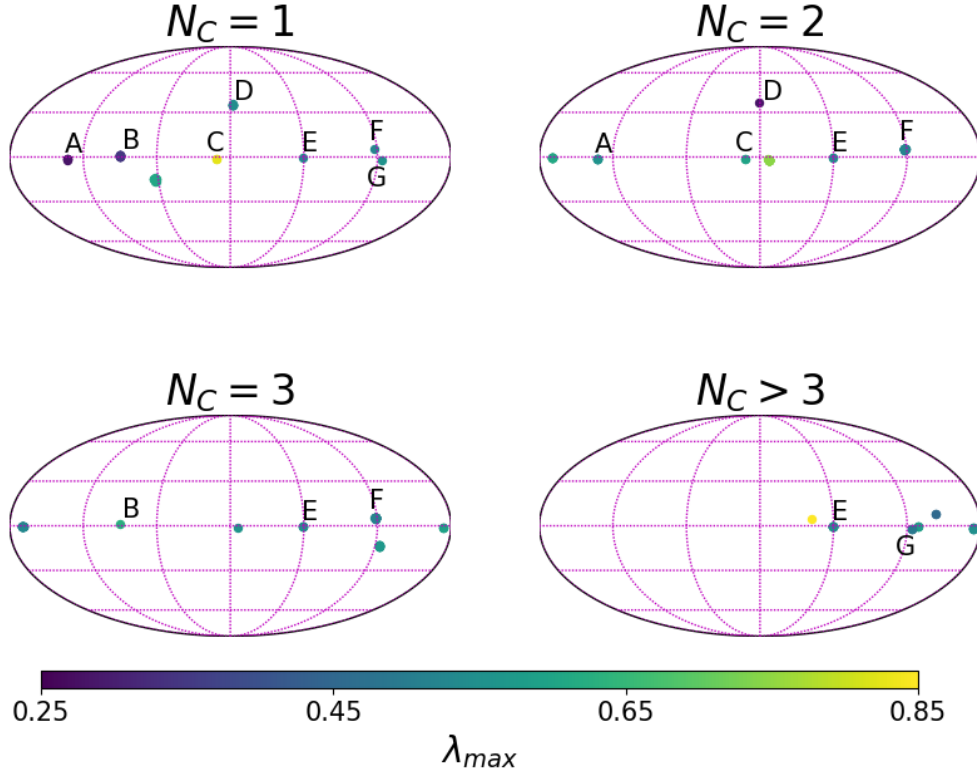 N_C = 1
N_C = 2
A
B
C
D
E
F
G
A
C
D
E
F
N_C = 3
N_C > 3
B
E
F
E
G
0.25
0.45
0.65
0.85
λ_max